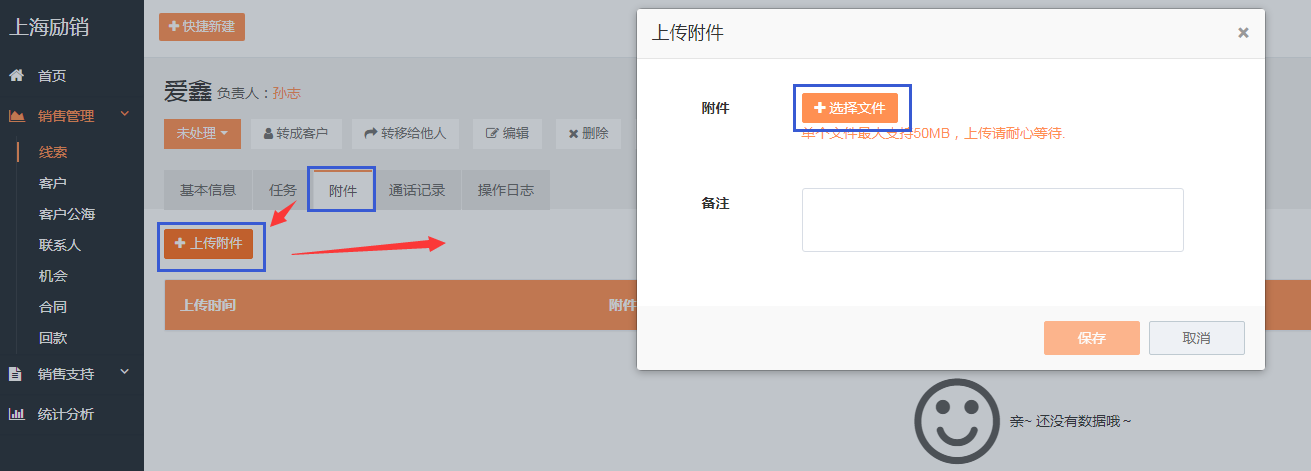 上海励销
首页
销售管理
线索
客户
客户公海
联系人
机会
合同
回款
销售支持
统计分析
快捷新建
爱鑫 负责人：孙志
未处理 转成客户 转移给他人 编辑 删除
基本信息 任务 附件 通话记录 操作日志
上传附件
上传时间 附件
亲~ 还没有数据哦~
上传附件
附件 选择文件
单个文件最大支持50MB，上传请耐心等待.
备注
保存 取消